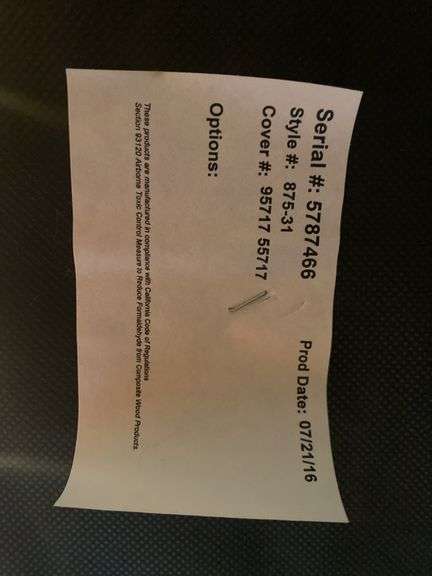 Serial #: 5787466
Style #: 875-31 Prod Date: 07/21/16
Cover #: 95717 55717
Options:
These products are manufactured in compliance with California Code of Regulations
Section 93120 Airborne Toxic Control Measure to Reduce Formaldehyde from Composite Wood Products.